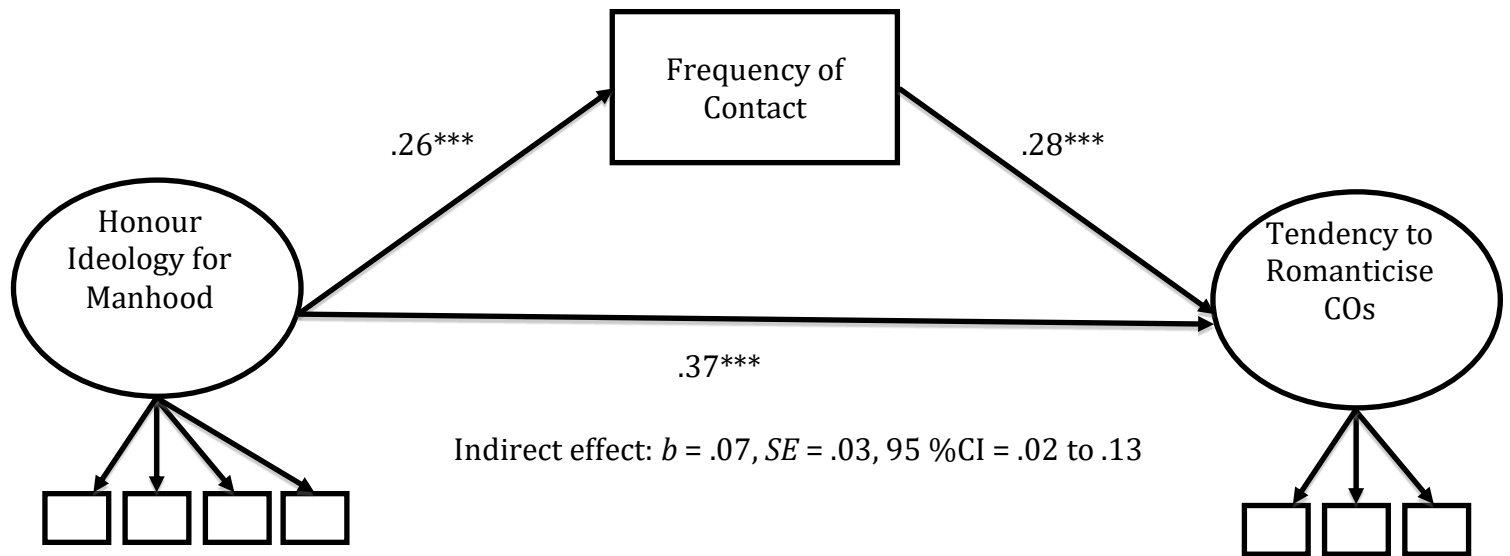 Frequency of
Contact
.26***
.28***
Honour
Ideology for
Manhood
Tendency to
Romanticise
COs
.37***
Indirect effect: b = .07, SE = .03, 95 %CI = .02 to .13